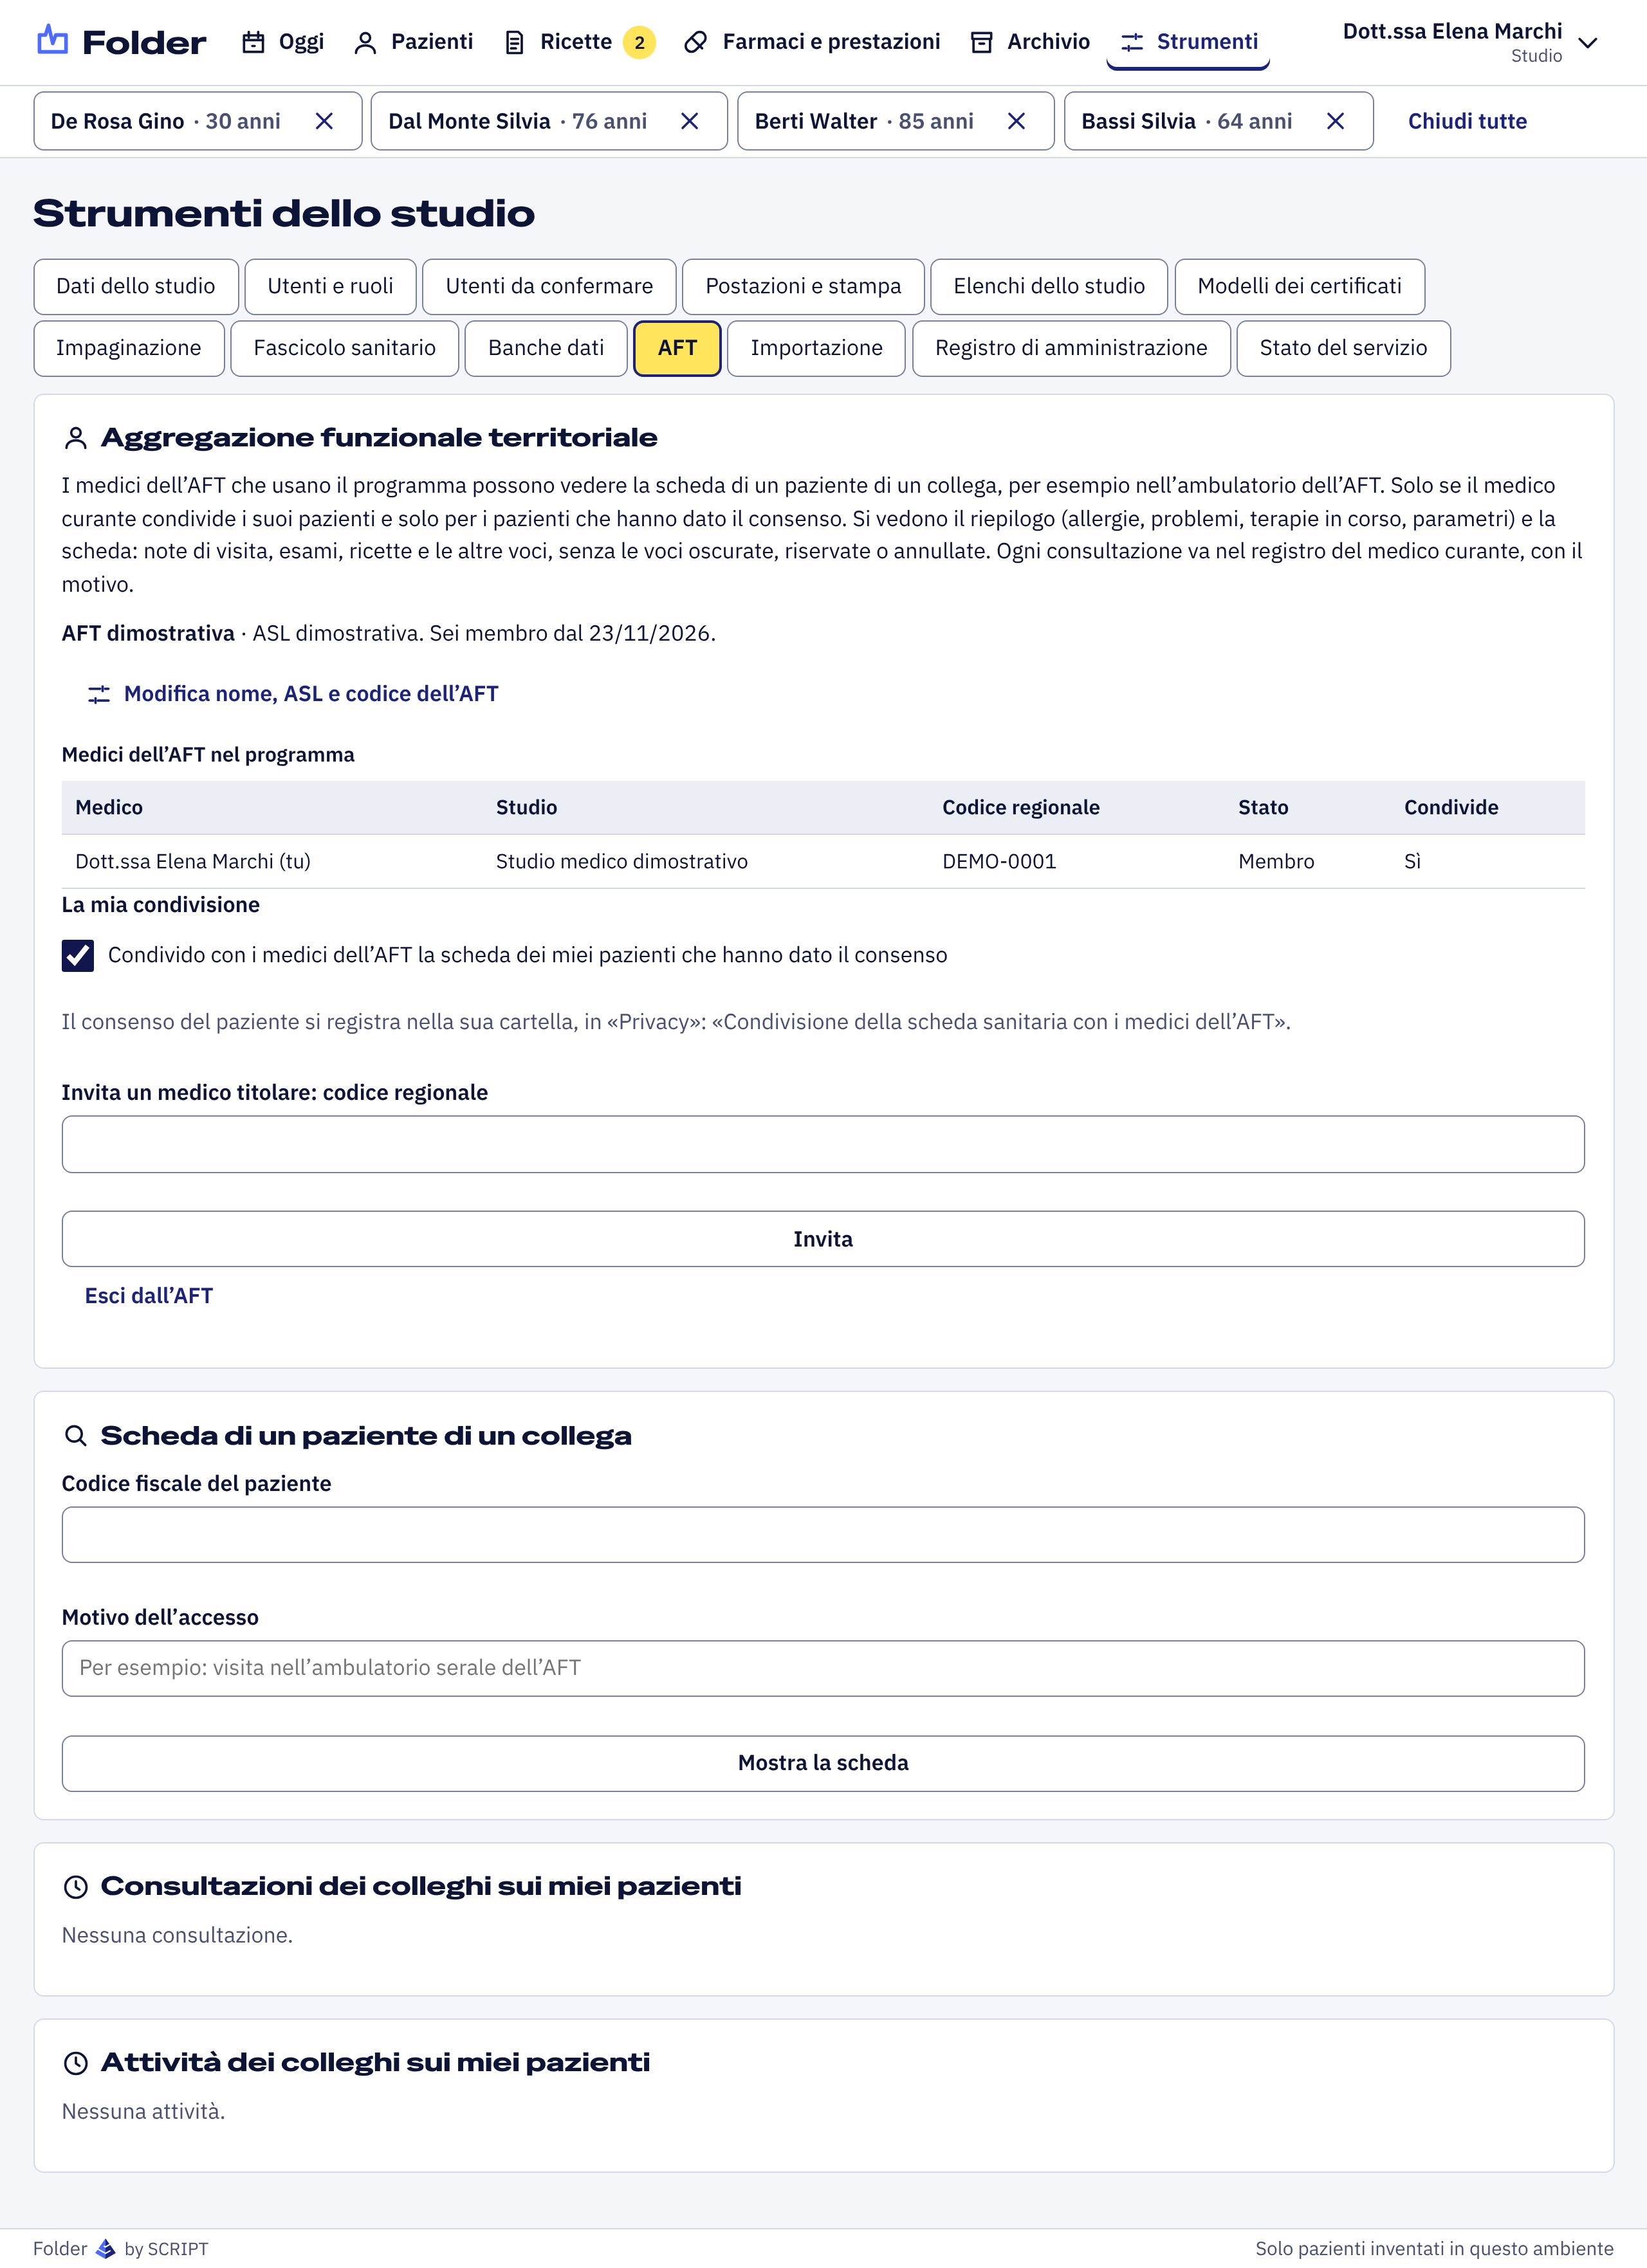 Folder
Oggi
Pazienti
Ricette 2
Farmaci e prestazioni
Archivio
Strumenti
Dott.ssa Elena Marchi
Studio
De Rosa Gino · 30 anni
Dal Monte Silvia · 76 anni
Berti Walter · 85 anni
Bassi Silvia · 64 anni
Chiudi tutte
Strumenti dello studio
Dati dello studio
Utenti e ruoli
Utenti da confermare
Postazioni e stampa
Elenchi dello studio
Modelli dei certificati
Impaginazione
Fascicolo sanitario
Banche dati
AFT
Importazione
Registro di amministrazione
Stato del servizio
Aggregazione funzionale territoriale
I medici dell’AFT che usano il programma possono vedere la scheda di un paziente di un collega, per esempio nell’ambulatorio dell’AFT. Solo se il medico
curante condivide i suoi pazienti e solo per i pazienti che hanno dato il consenso. Si vedono il riepilogo (allergie, problemi, terapie in corso, parametri) e la
scheda: note di visita, esami, ricette e le altre voci, senza le voci oscurate, riservate o annullate. Ogni consultazione va nel registro del medico curante, con il
motivo.
AFT dimostrativa · ASL dimostrativa. Sei membro dal 23/11/2026.
Modifica nome, ASL e codice dell’AFT
Medici dell’AFT nel programma
Medico Studio Codice regionale Stato Condivide
Dott.ssa Elena Marchi (tu) Studio medico dimostrativo DEMO-0001 Membro Sì
La mia condivisione
Condivido con i medici dell’AFT la scheda dei miei pazienti che hanno dato il consenso
Il consenso del paziente si registra nella sua cartella, in «Privacy»: «Condivisione della scheda sanitaria con i medici dell’AFT».
Invita un medico titolare: codice regionale
Invita
Esci dall’AFT
Scheda di un paziente di un collega
Codice fiscale del paziente
Motivo dell’accesso
Per esempio: visita nell’ambulatorio serale dell’AFT
Mostra la scheda
Consultazioni dei colleghi sui miei pazienti
Nessuna consultazione.
Attività dei colleghi sui miei pazienti
Nessuna attività.
Folder by SCRIPT
Solo pazienti inventati in questo ambiente